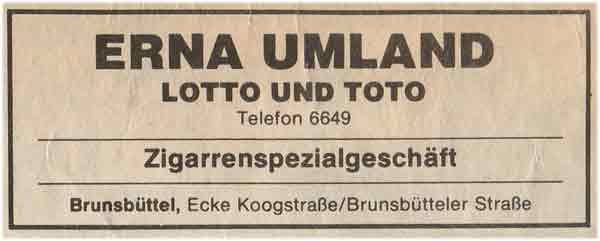 ERNA UMLAND
LOTTO UND TOTO
Telefon 6649
Zigarrenspezialgeschäft
Brunsbüttel, Ecke Koogstraße/Brunsbütteler Straße